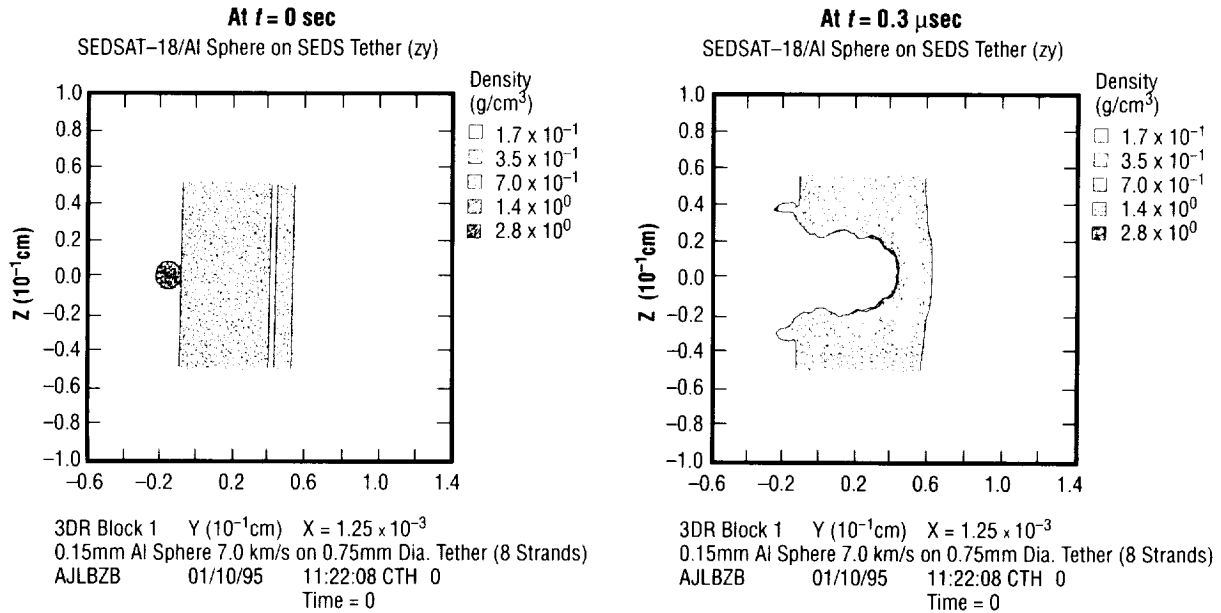 At t = 0 sec
SEDSAT–18/Al Sphere on SEDS Tether (zy)
Density
(g/cm³)
1.7 x 10⁻¹
3.5 x 10⁻¹
7.0 x 10⁻¹
1.4 x 10⁰
2.8 x 10⁰
Z (10⁻¹cm)
1.0
0.8
0.6
0.4
0.2
0.0
–0.2
–0.4
–0.6
–0.8
–1.0
–0.6
–0.2
0.2
0.6
1.0
1.4
3DR Block 1 Y (10⁻¹cm) X = 1.25 x 10⁻³
0.15mm Al Sphere 7.0 km/s on 0.75mm Dia. Tether (8 Strands)
AJLBZB 01/10/95 11:22:08 CTH 0
Time = 0
At t = 0.3 μsec
SEDSAT–18/Al Sphere on SEDS Tether (zy)
Density
(g/cm³)
1.7 x 10⁻¹
3.5 x 10⁻¹
7.0 x 10⁻¹
1.4 x 10⁰
2.8 x 10⁰
Z (10⁻¹cm)
1.0
0.8
0.6
0.4
0.2
0.0
–0.2
–0.4
–0.6
–0.8
–1.0
–0.6
–0.2
0.2
0.6
1.0
1.4
3DR Block 1 Y (10⁻¹cm) X = 1.25 x 10⁻³
0.15mm Al Sphere 7.0 km/s on 0.75mm Dia. Tether (8 Strands)
AJLBZB 01/10/95 11:22:08 CTH 0
Time = 0